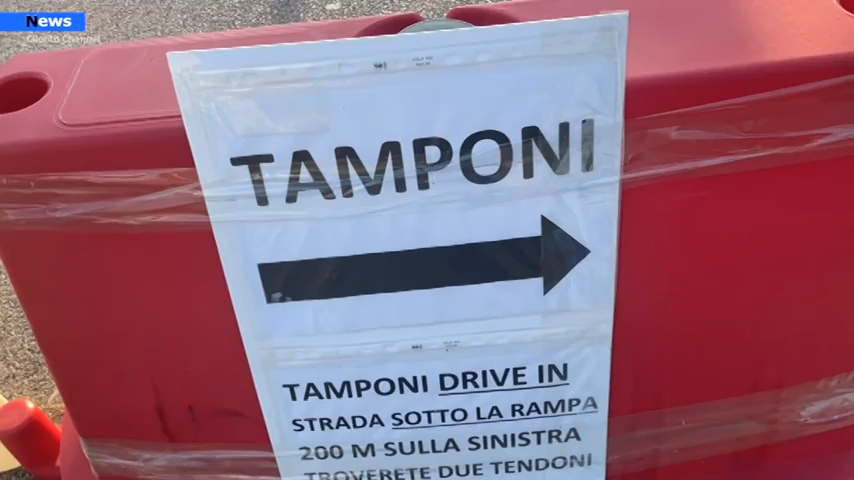 News
TAMPONI
TAMPONI DRIVE IN
STRADA SOTTO LA RAMPA
200 M SULLA SINISTRA
TROVERETE DUE TENDONI